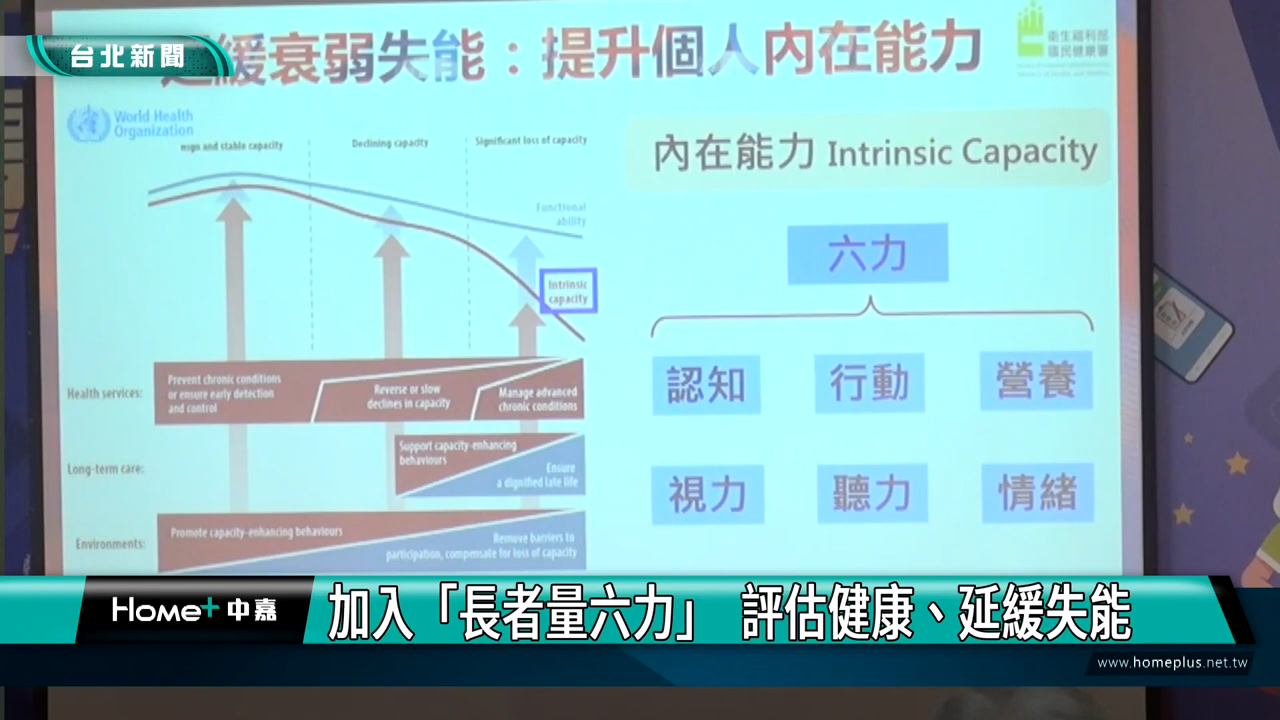 台北新聞
延緩衰弱失能：提升個人內在能力
衛生福利部
國民健康署
World Health
Organization
and stable capacity
Declining capacity
Significant loss of capacity
Functional
ability
Intrinsic
capacity
Health services:
Prevent chronic conditions
or ensure early detection
and control
Reverse or slow
declines in capacity
Manage advanced
chronic conditions
Long-term care:
Support capacity-enhancing
behaviours
Ensure
a dignified late life
Environments:
Promote capacity-enhancing behaviours
Remove barriers to
participation, compensate for loss of capacity
內在能力 Intrinsic Capacity
六力
認知 行動 營養
視力 聽力 情緒
Home+中嘉
加入「長者量六力」 評估健康、延緩失能
www.homeplus.net.tw